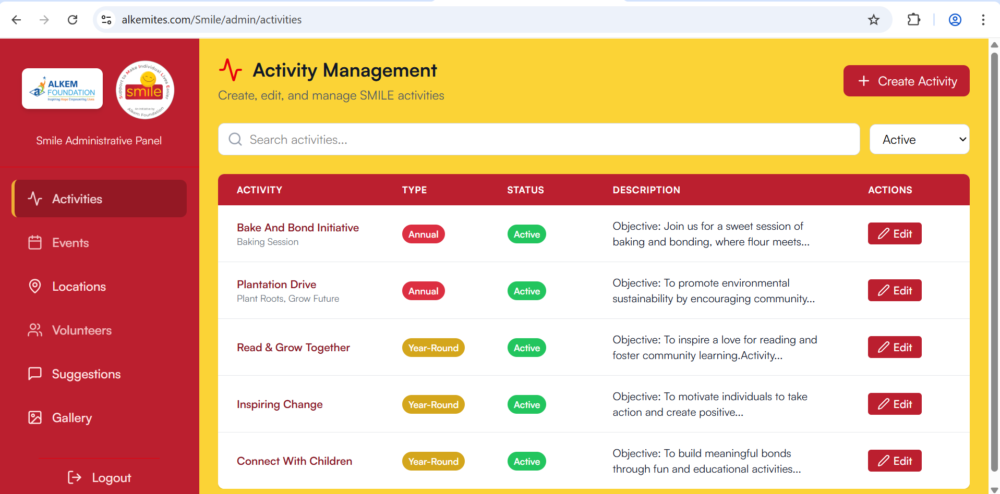 alkemites.com/Smile/admin/activities
ALKEM
FOUNDATION
Inspiring Hope Empowering Lives
Support to Make Individual Lives Easier
smile
An Initiative by
Alkem Foundation
Smile Administrative Panel
Activities
Events
Locations
Volunteers
Suggestions
Gallery
Logout
Activity Management
Create, edit, and manage SMILE activities
Create Activity
Search activities...
Active
ACTIVITY TYPE STATUS DESCRIPTION ACTIONS
Bake And Bond Initiative
Baking Session
Annual
Active
Objective: Join us for a sweet session of
baking and bonding, where flour meets...
Edit
Plantation Drive
Plant Roots, Grow Future
Annual
Active
Objective: To promote environmental
sustainability by encouraging community...
Edit
Read & Grow Together
Year-Round
Active
Objective: To inspire a love for reading and
foster community learning.Activity...
Edit
Inspiring Change
Year-Round
Active
Objective: To motivate individuals to take
action and create positive...
Edit
Connect With Children
Year-Round
Active
Objective: To build meaningful bonds
through fun and educational activities...
Edit